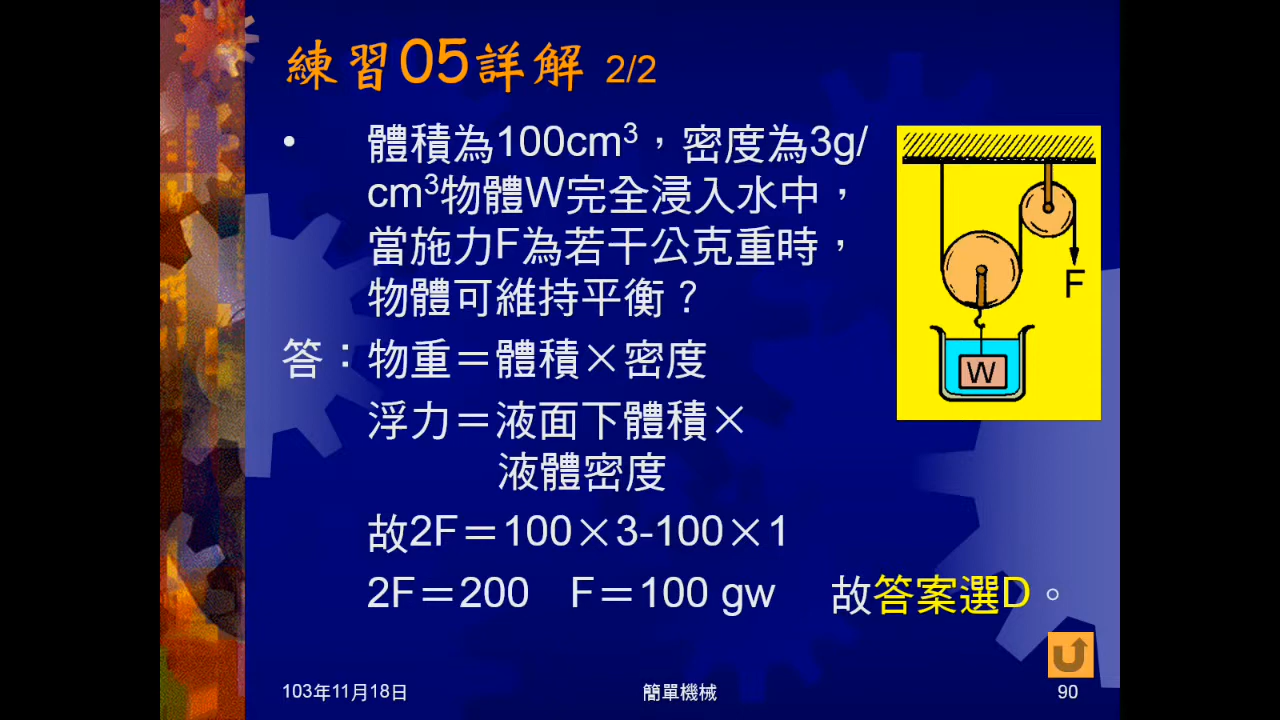 練習05詳解 2/2
• 體積為100cm³，密度為3g/
cm³物體W完全浸入水中，
當施力F為若干公克重時，
物體可維持平衡？
答：物重＝體積×密度
浮力＝液面下體積×
液體密度
故2F＝100×3-100×1
2F＝200 F＝100 gw 故答案選D。
F
W
103年11月18日
簡單機械
90